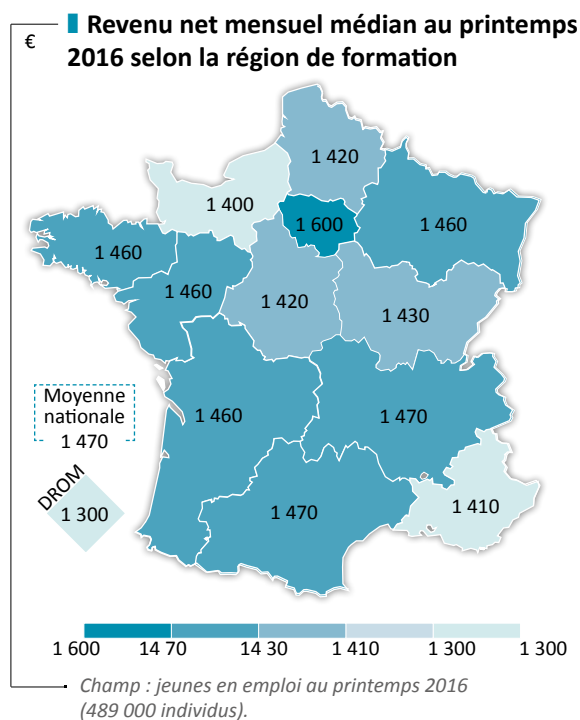 €
Revenu net mensuel médian au printemps
2016 selon la région de formation
1 420
1 400
1 600
1 460
1 460
1 460
1 420
1 430
1 460
1 470
Moyenne
nationale
1 470
DROM
1 300
1 470
1 410
1 600 14 70 14 30 1 410 1 300 1 300
Champ : jeunes en emploi au printemps 2016
(489 000 individus).